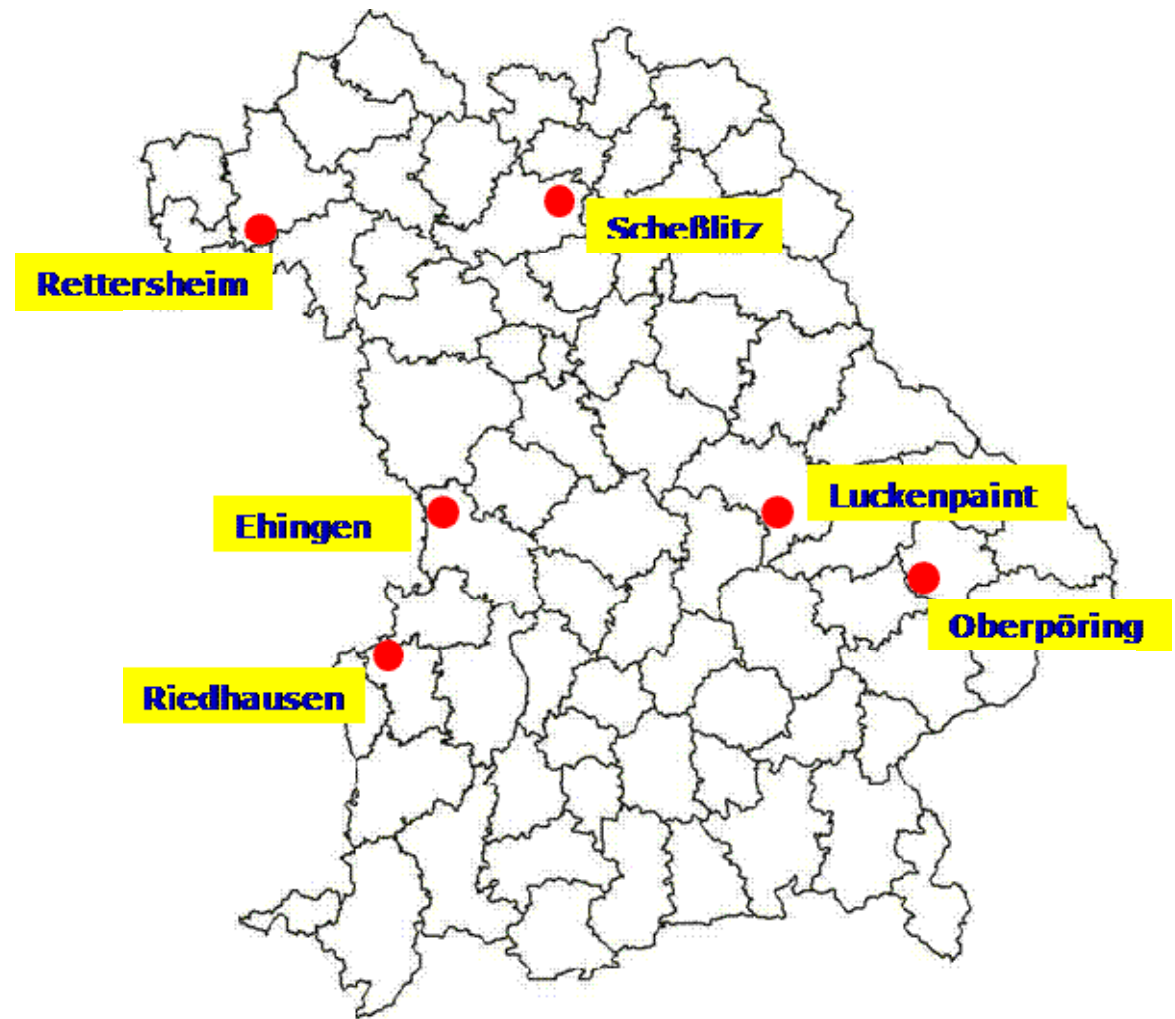 Scheßlitz
Rettersheim
Luckenpaint
Ehingen
Oberpöring
Riedhausen